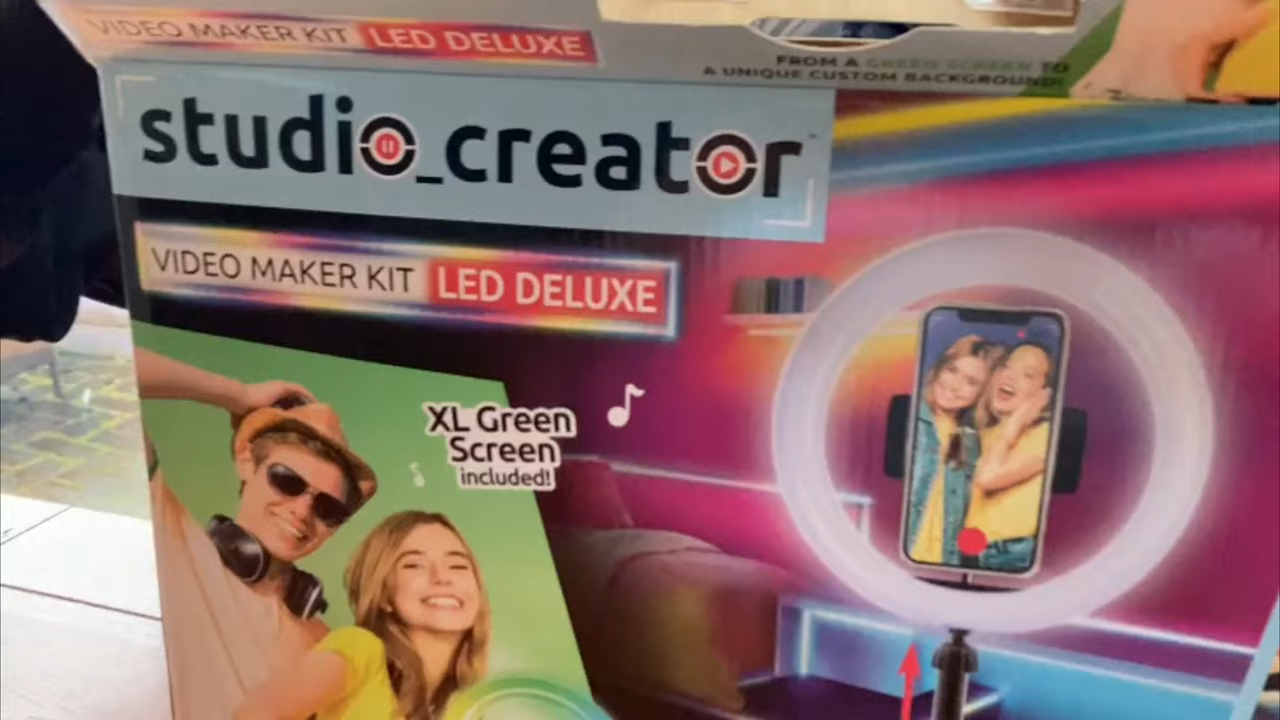 VIDEO MAKER KIT LED DELUXE
FROM A GREEN SCREEN TO
A UNIQUE CUSTOM BACKGROUND!
studio_creator™
VIDEO MAKER KIT LED DELUXE
XL Green
Screen
included!